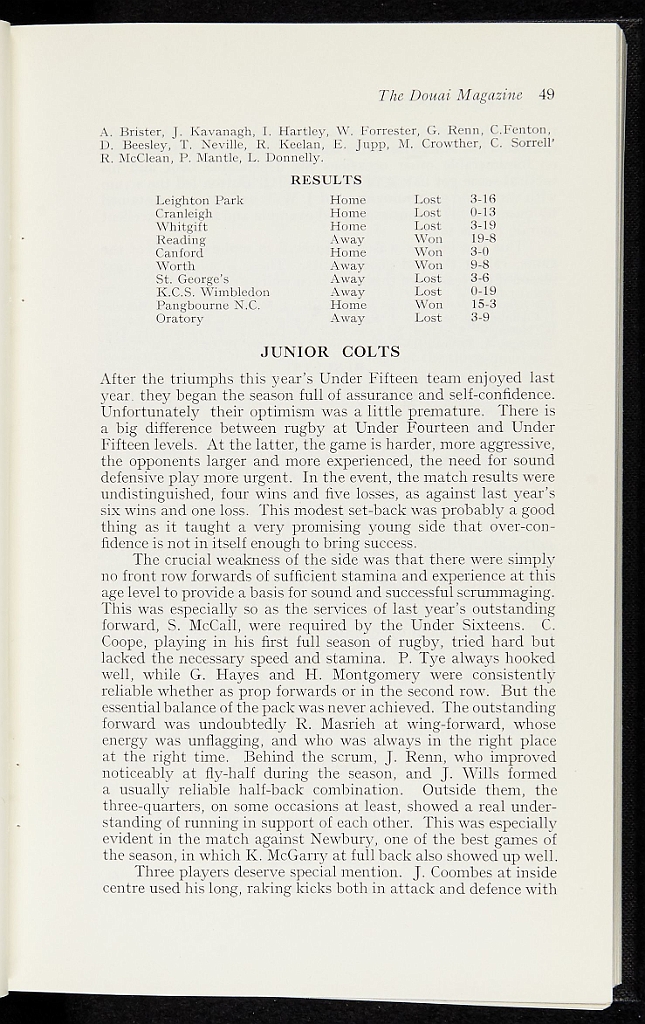 The Douai Magazine 49
A. Brister, J. Kavanagh, I. Hartley, W. Forrester, G. Renn, C.Fenton,
D. Beesley, T. Neville, R. Keelan, E. Jupp, M. Crowther, C. Sorrell'
R. McClean, P. Mantle, L. Donnelly.
RESULTS
Leighton Park Home Lost 3-16
Cranleigh Home Lost 0-13
Whitgift Home Lost 3-19
Reading Away Won 19-8
Canford Home Won 3-0
Worth Away Won 9-8
St. George's Away Lost 3-6
K.C.S. Wimbledon Away Lost 0-19
Pangbourne N.C. Home Won 15-3
Oratory Away Lost 3-9
JUNIOR COLTS
After the triumphs this year's Under Fifteen team enjoyed last
year. they began the season full of assurance and self-confidence.
Unfortunately their optimism was a little premature. There is
a big difference between rugby at Under Fourteen and Under
Fifteen levels. At the latter, the game is harder, more aggressive,
the opponents larger and more experienced, the need for sound
defensive play more urgent. In the event, the match results were
undistinguished, four wins and five losses, as against last year's
six wins and one loss. This modest set-back was probably a good
thing as it taught a very promising young side that over-con-
fidence is not in itself enough to bring success.
The crucial weakness of the side was that there were simply
no front row forwards of sufficient stamina and experience at this
age level to provide a basis for sound and successful scrummaging.
This was especially so as the services of last year's outstanding
forward, S. McCall, were required by the Under Sixteens. C.
Coope, playing in his first full season of rugby, tried hard but
lacked the necessary speed and stamina. P. Tye always hooked
well, while G. Hayes and H. Montgomery were consistently
reliable whether as prop forwards or in the second row. But the
essential balance of the pack was never achieved. The outstanding
forward was undoubtedly R. Masrieh at wing-forward, whose
energy was unflagging, and who was always in the right place
at the right time. Behind the scrum, J. Renn, who improved
noticeably at fly-half during the season, and J. Wills formed
a usually reliable half-back combination. Outside them, the
three-quarters, on some occasions at least, showed a real under-
standing of running in support of each other. This was especially
evident in the match against Newbury, one of the best games of
the season, in which K. McGarry at full back also showed up well.
Three players deserve special mention. J. Coombes at inside
centre used his long, raking kicks both in attack and defence with